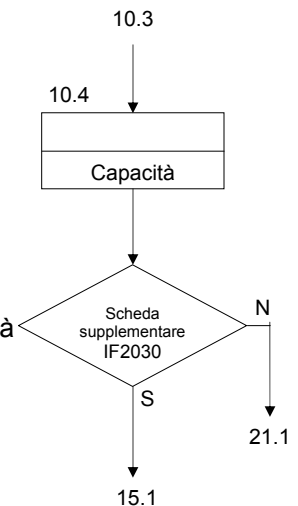 10.3
10.4
Capacità
à
Scheda
supplementare
IF2030
N
S
21.1
15.1